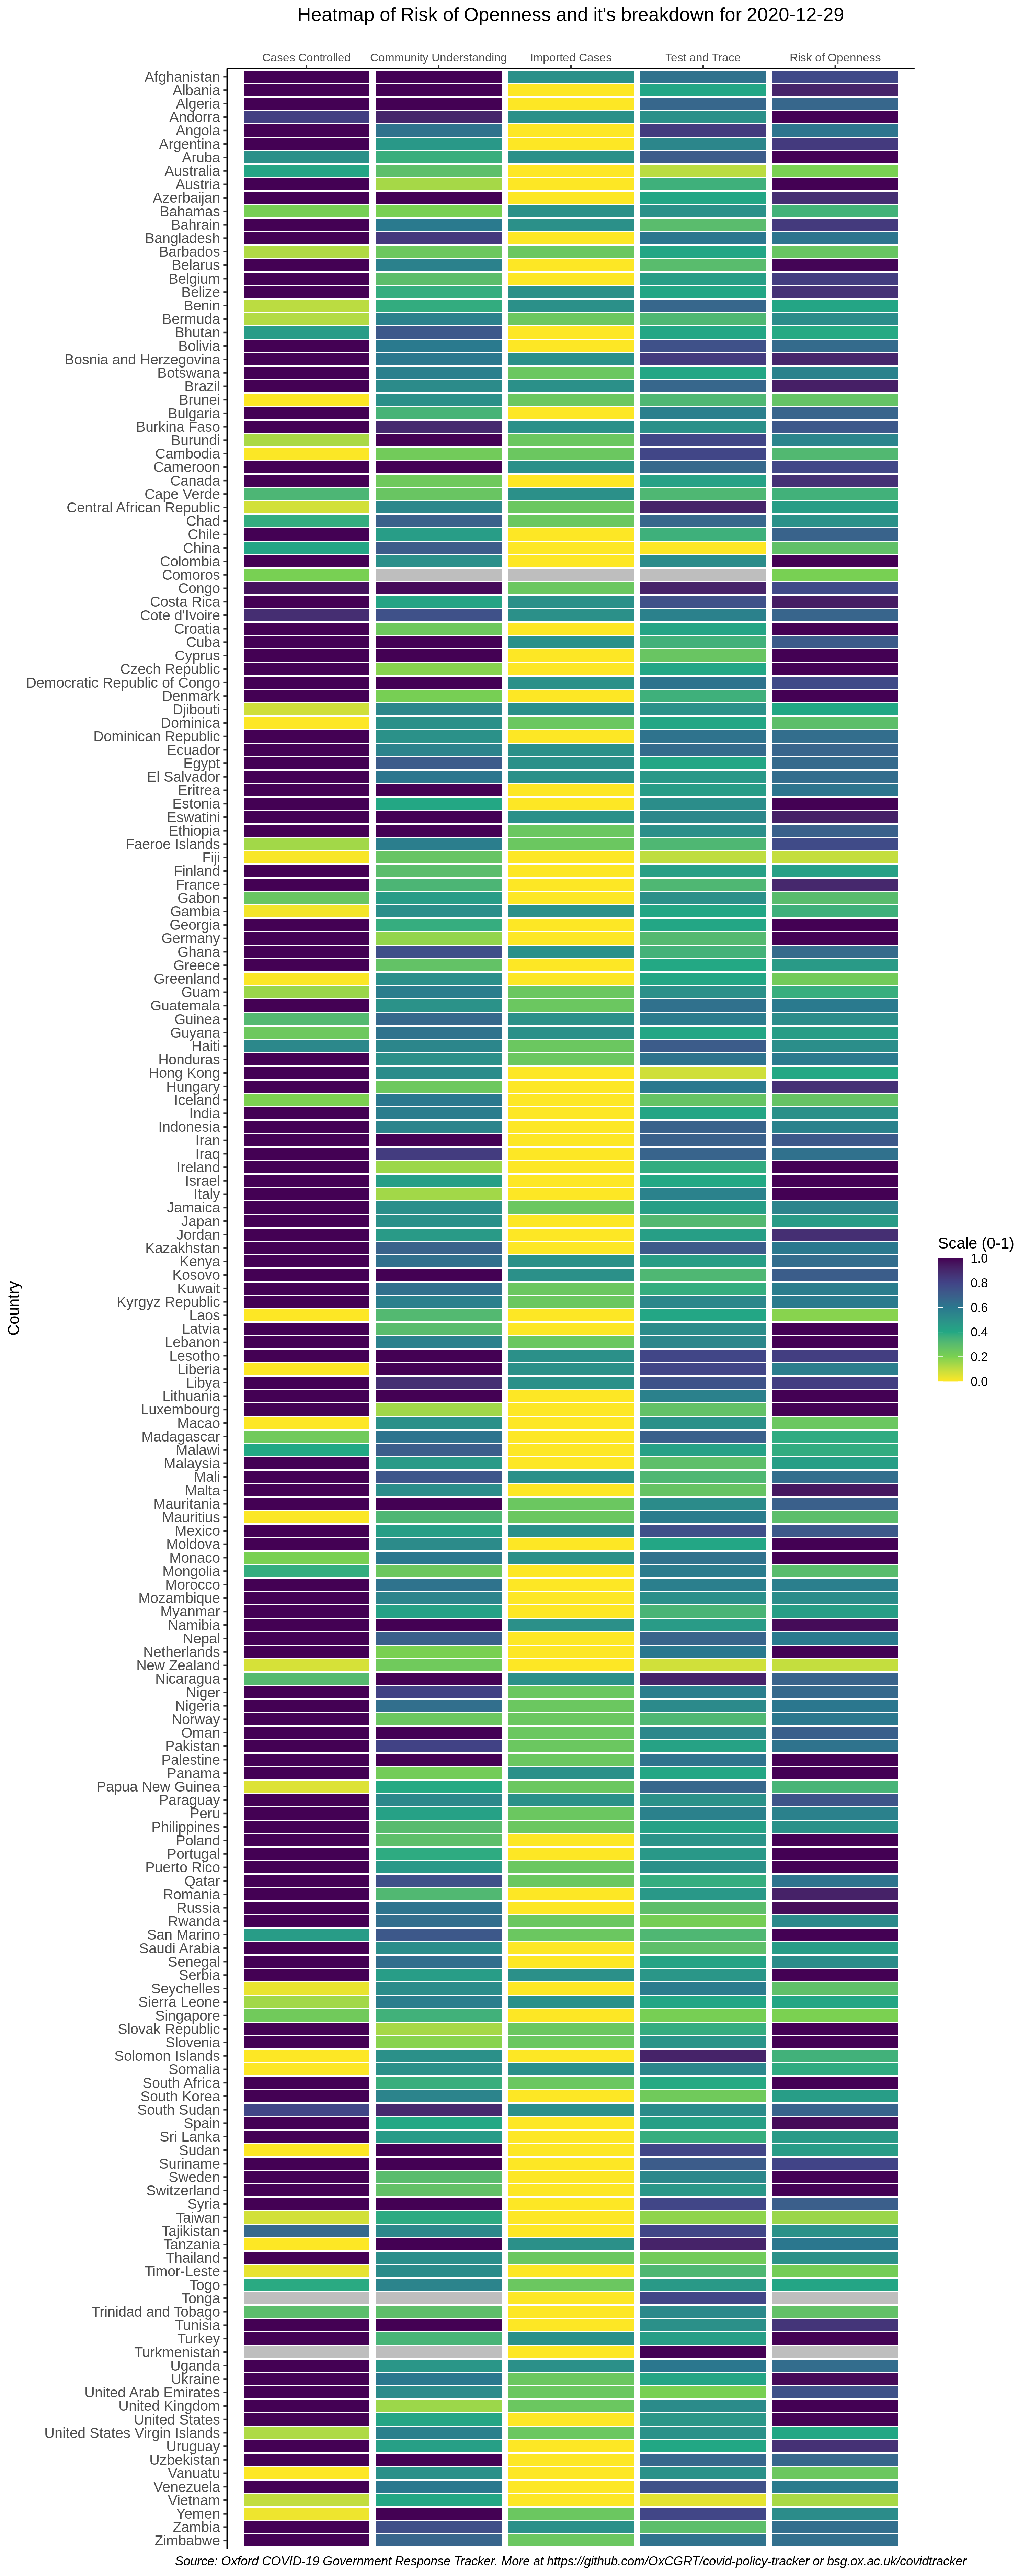 Heatmap of Risk of Openness and it's breakdown for 2020-12-29
Cases Controlled Community Understanding Imported Cases Test and Trace Risk of Openness
Afghanistan
Albania
Algeria
Andorra
Angola
Argentina
Aruba
Australia
Austria
Azerbaijan
Bahamas
Bahrain
Bangladesh
Barbados
Belarus
Belgium
Belize
Benin
Bermuda
Bhutan
Bolivia
Bosnia and Herzegovina
Botswana
Brazil
Brunei
Bulgaria
Burkina Faso
Burundi
Cambodia
Cameroon
Canada
Cape Verde
Central African Republic
Chad
Chile
China
Colombia
Comoros
Congo
Costa Rica
Cote d'Ivoire
Croatia
Cuba
Cyprus
Czech Republic
Democratic Republic of Congo
Denmark
Djibouti
Dominica
Dominican Republic
Ecuador
Egypt
El Salvador
Eritrea
Estonia
Eswatini
Ethiopia
Faeroe Islands
Fiji
Finland
France
Gabon
Gambia
Georgia
Germany
Ghana
Greece
Greenland
Guam
Guatemala
Guinea
Guyana
Haiti
Honduras
Hong Kong
Hungary
Iceland
India
Indonesia
Iran
Iraq
Ireland
Israel
Italy
Jamaica
Japan
Jordan
Kazakhstan
Kenya
Kosovo
Kuwait
Kyrgyz Republic
Laos
Latvia
Lebanon
Lesotho
Liberia
Libya
Lithuania
Luxembourg
Macao
Madagascar
Malawi
Malaysia
Mali
Malta
Mauritania
Mauritius
Mexico
Moldova
Monaco
Mongolia
Morocco
Mozambique
Myanmar
Namibia
Nepal
Netherlands
New Zealand
Nicaragua
Niger
Nigeria
Norway
Oman
Pakistan
Palestine
Panama
Papua New Guinea
Paraguay
Peru
Philippines
Poland
Portugal
Puerto Rico
Qatar
Romania
Russia
Rwanda
San Marino
Saudi Arabia
Senegal
Serbia
Seychelles
Sierra Leone
Singapore
Slovak Republic
Slovenia
Solomon Islands
Somalia
South Africa
South Korea
South Sudan
Spain
Sri Lanka
Sudan
Suriname
Sweden
Switzerland
Syria
Taiwan
Tajikistan
Tanzania
Thailand
Timor-Leste
Togo
Tonga
Trinidad and Tobago
Tunisia
Turkey
Turkmenistan
Uganda
Ukraine
United Arab Emirates
United Kingdom
United States
United States Virgin Islands
Uruguay
Uzbekistan
Vanuatu
Venezuela
Vietnam
Yemen
Zambia
Zimbabwe
Country
Scale (0-1)
1.0
0.8
0.6
0.4
0.2
0.0
Source: Oxford COVID-19 Government Response Tracker. More at https://github.com/OxCGRT/covid-policy-tracker or bsg.ox.ac.uk/covidtracker